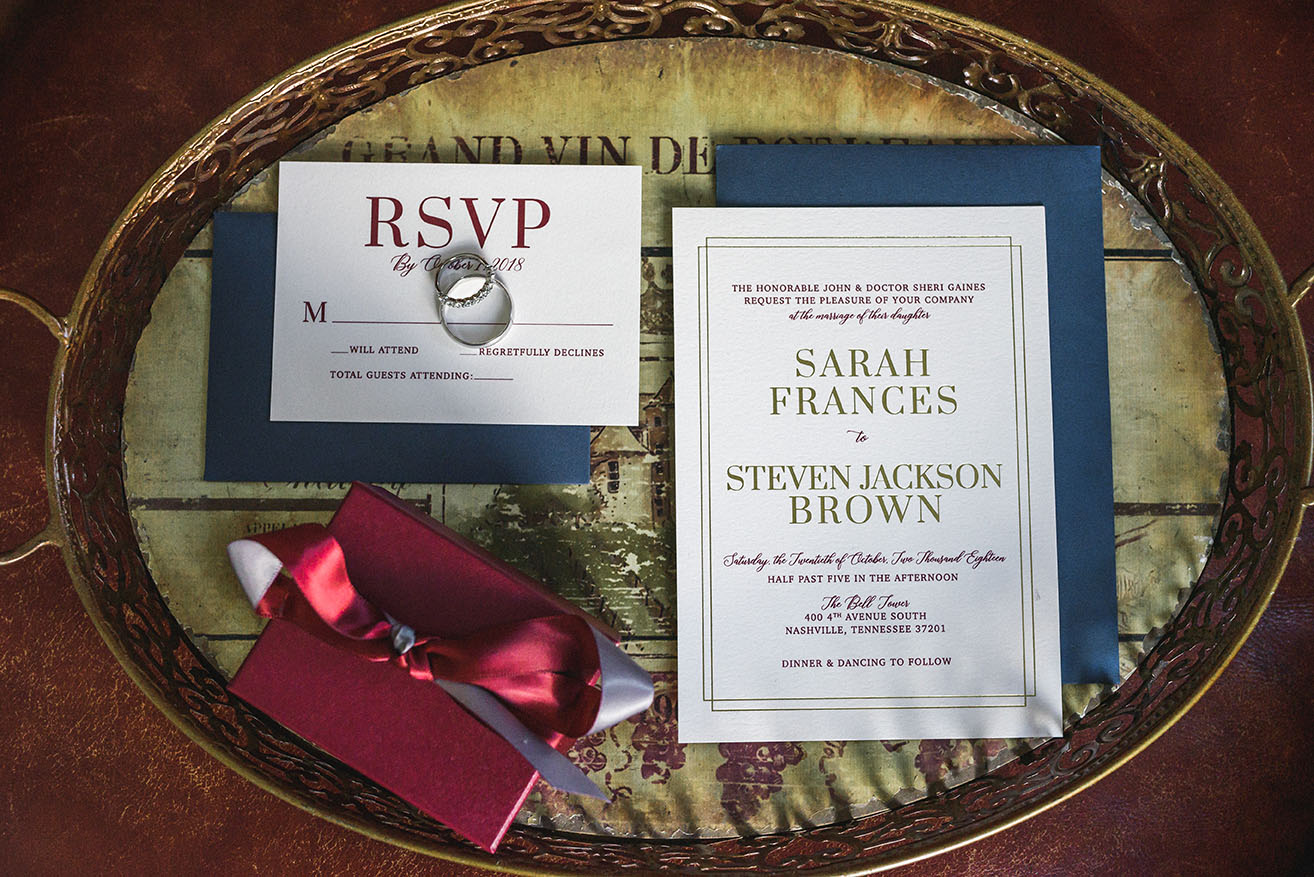 GRAND VIN DE BORDEAUX
RSVP
By October 1, 2018
M
WILL ATTEND
REGRETFULLY DECLINES
TOTAL GUESTS ATTENDING:
THE HONORABLE JOHN & DOCTOR SHERI GAINES
REQUEST THE PLEASURE OF YOUR COMPANY
at the marriage of their daughter
SARAH
FRANCES
to
STEVEN JACKSON
BROWN
Saturday, the Twentieth of October, Two Thousand Eighteen
HALF PAST FIVE IN THE AFTERNOON
The Bell Tower
400 4TH AVENUE SOUTH
NASHVILLE, TENNESSEE 37201
DINNER & DANCING TO FOLLOW